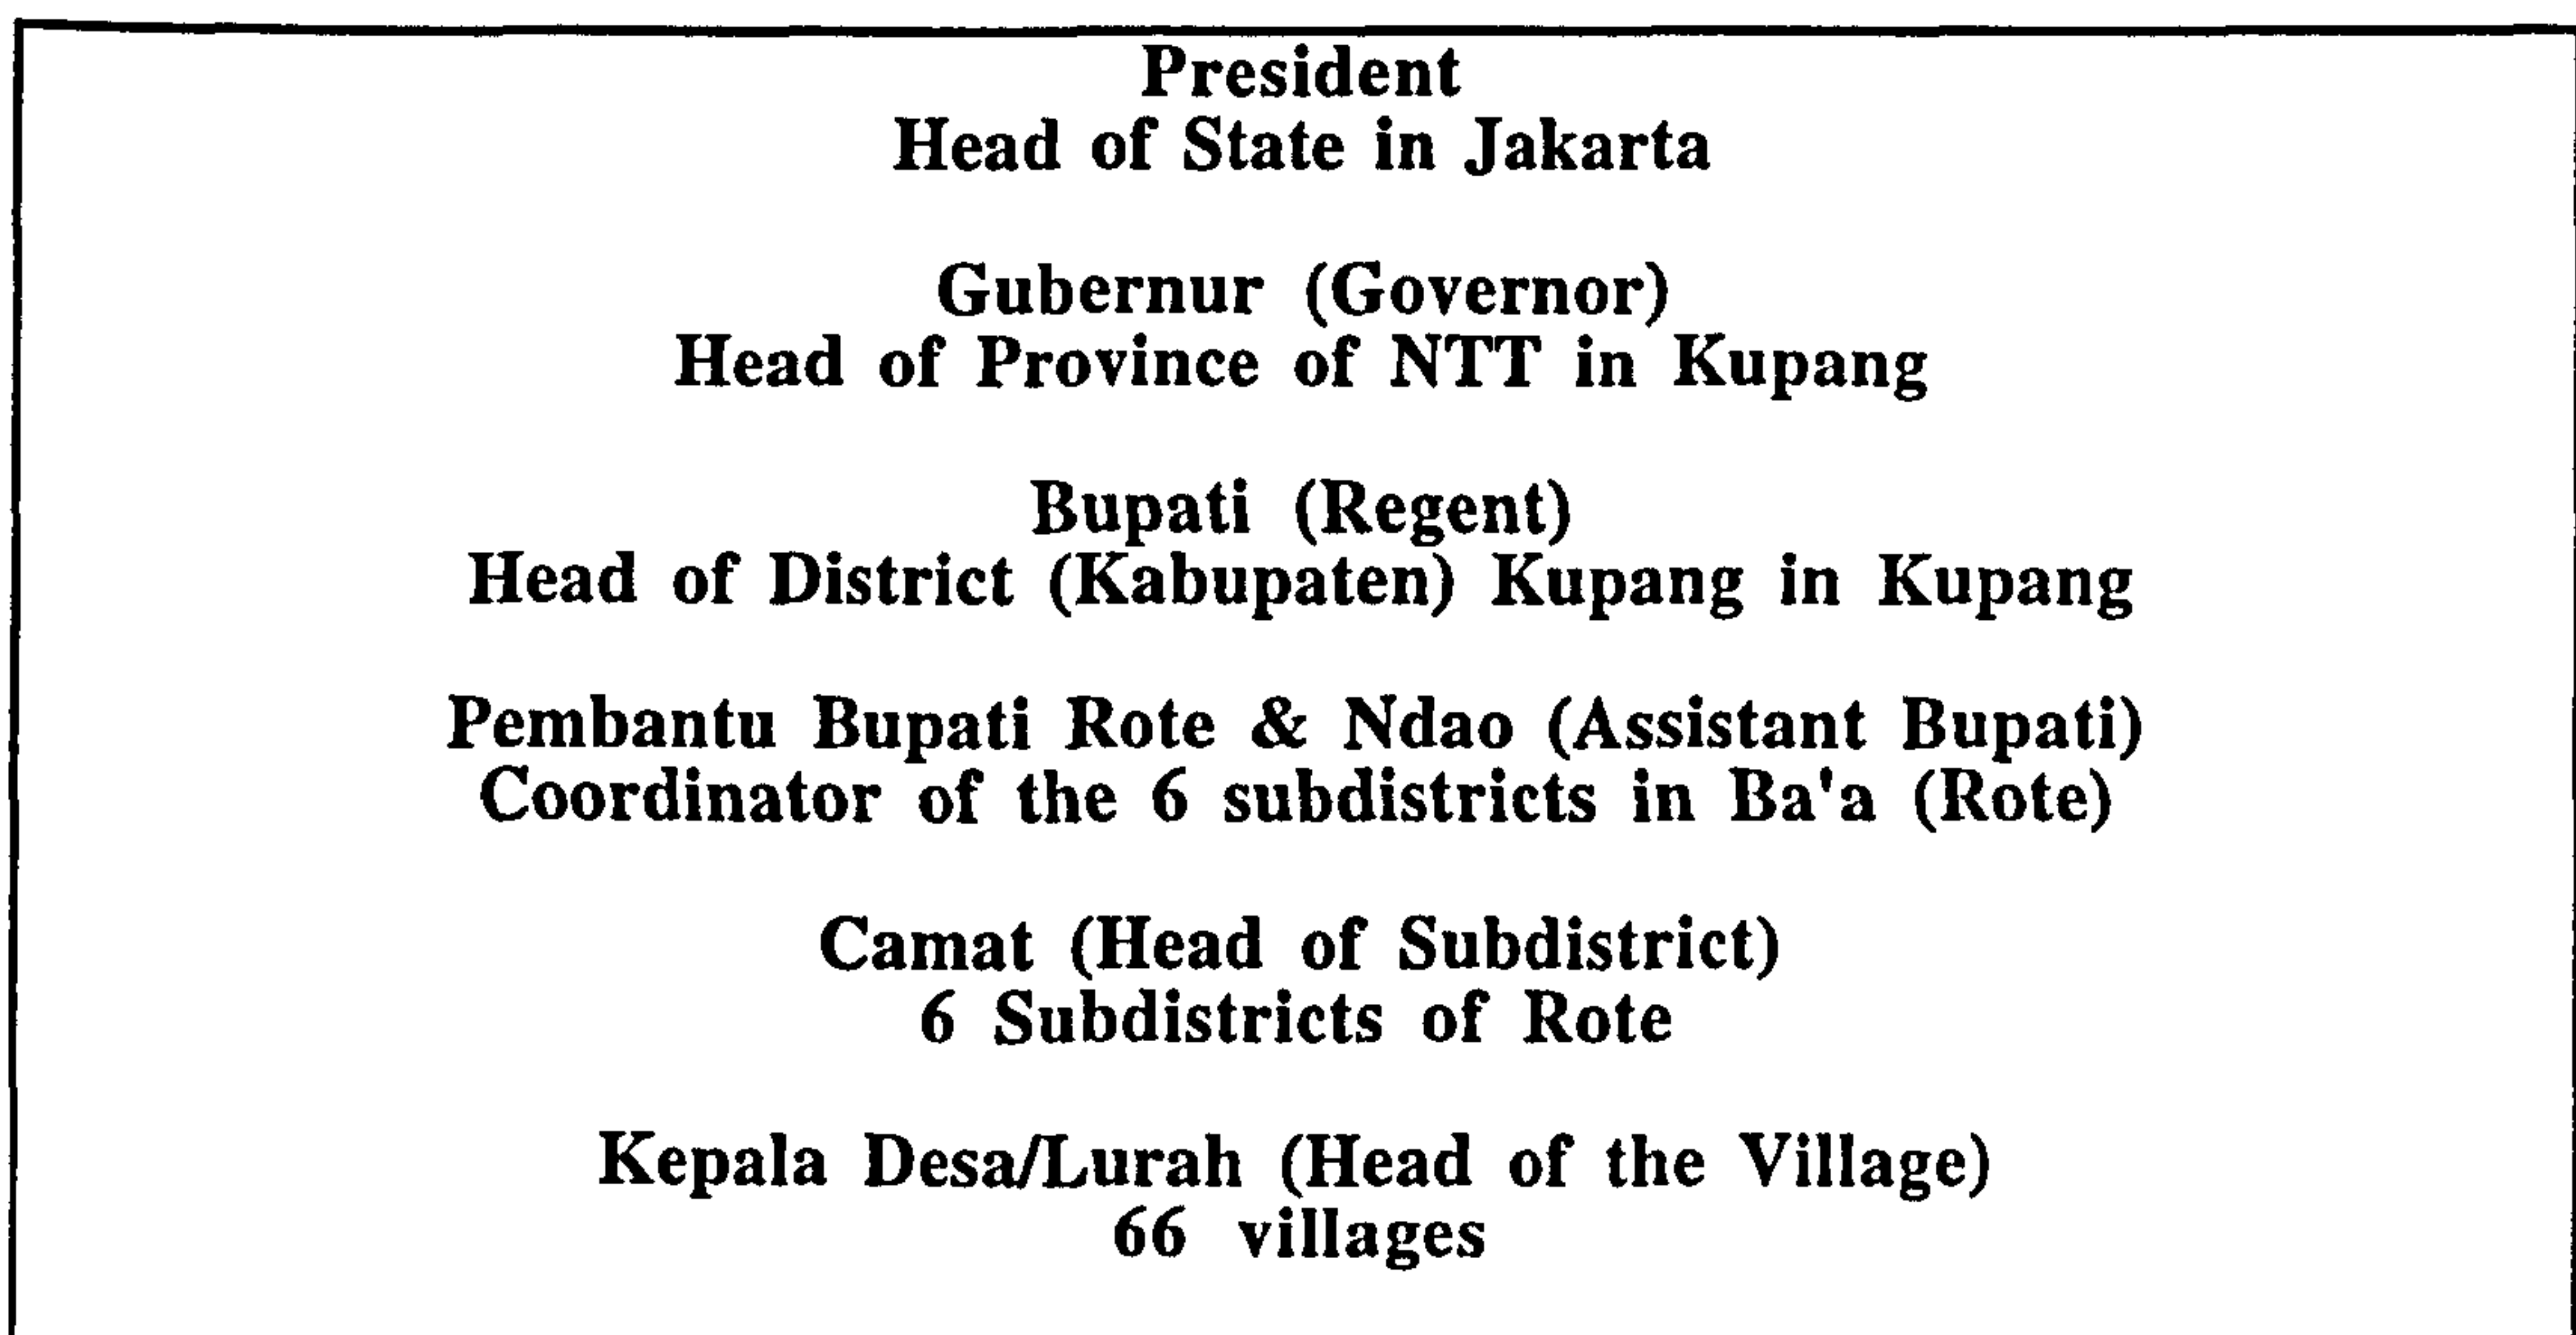 President
Head of State in Jakarta
Gubernur (Governor)
Head of Province of NTT in Kupang
Bupati (Regent)
Head of District (Kabupaten) Kupang in Kupang
Pembantu Bupati Rote & Ndao (Assistant Bupati)
Coordinator of the 6 subdistricts in Ba'a (Rote)
Camat (Head of Subdistrict)
6 Subdistricts of Rote
Kepala Desa/Lurah (Head of the Village)
66 villages